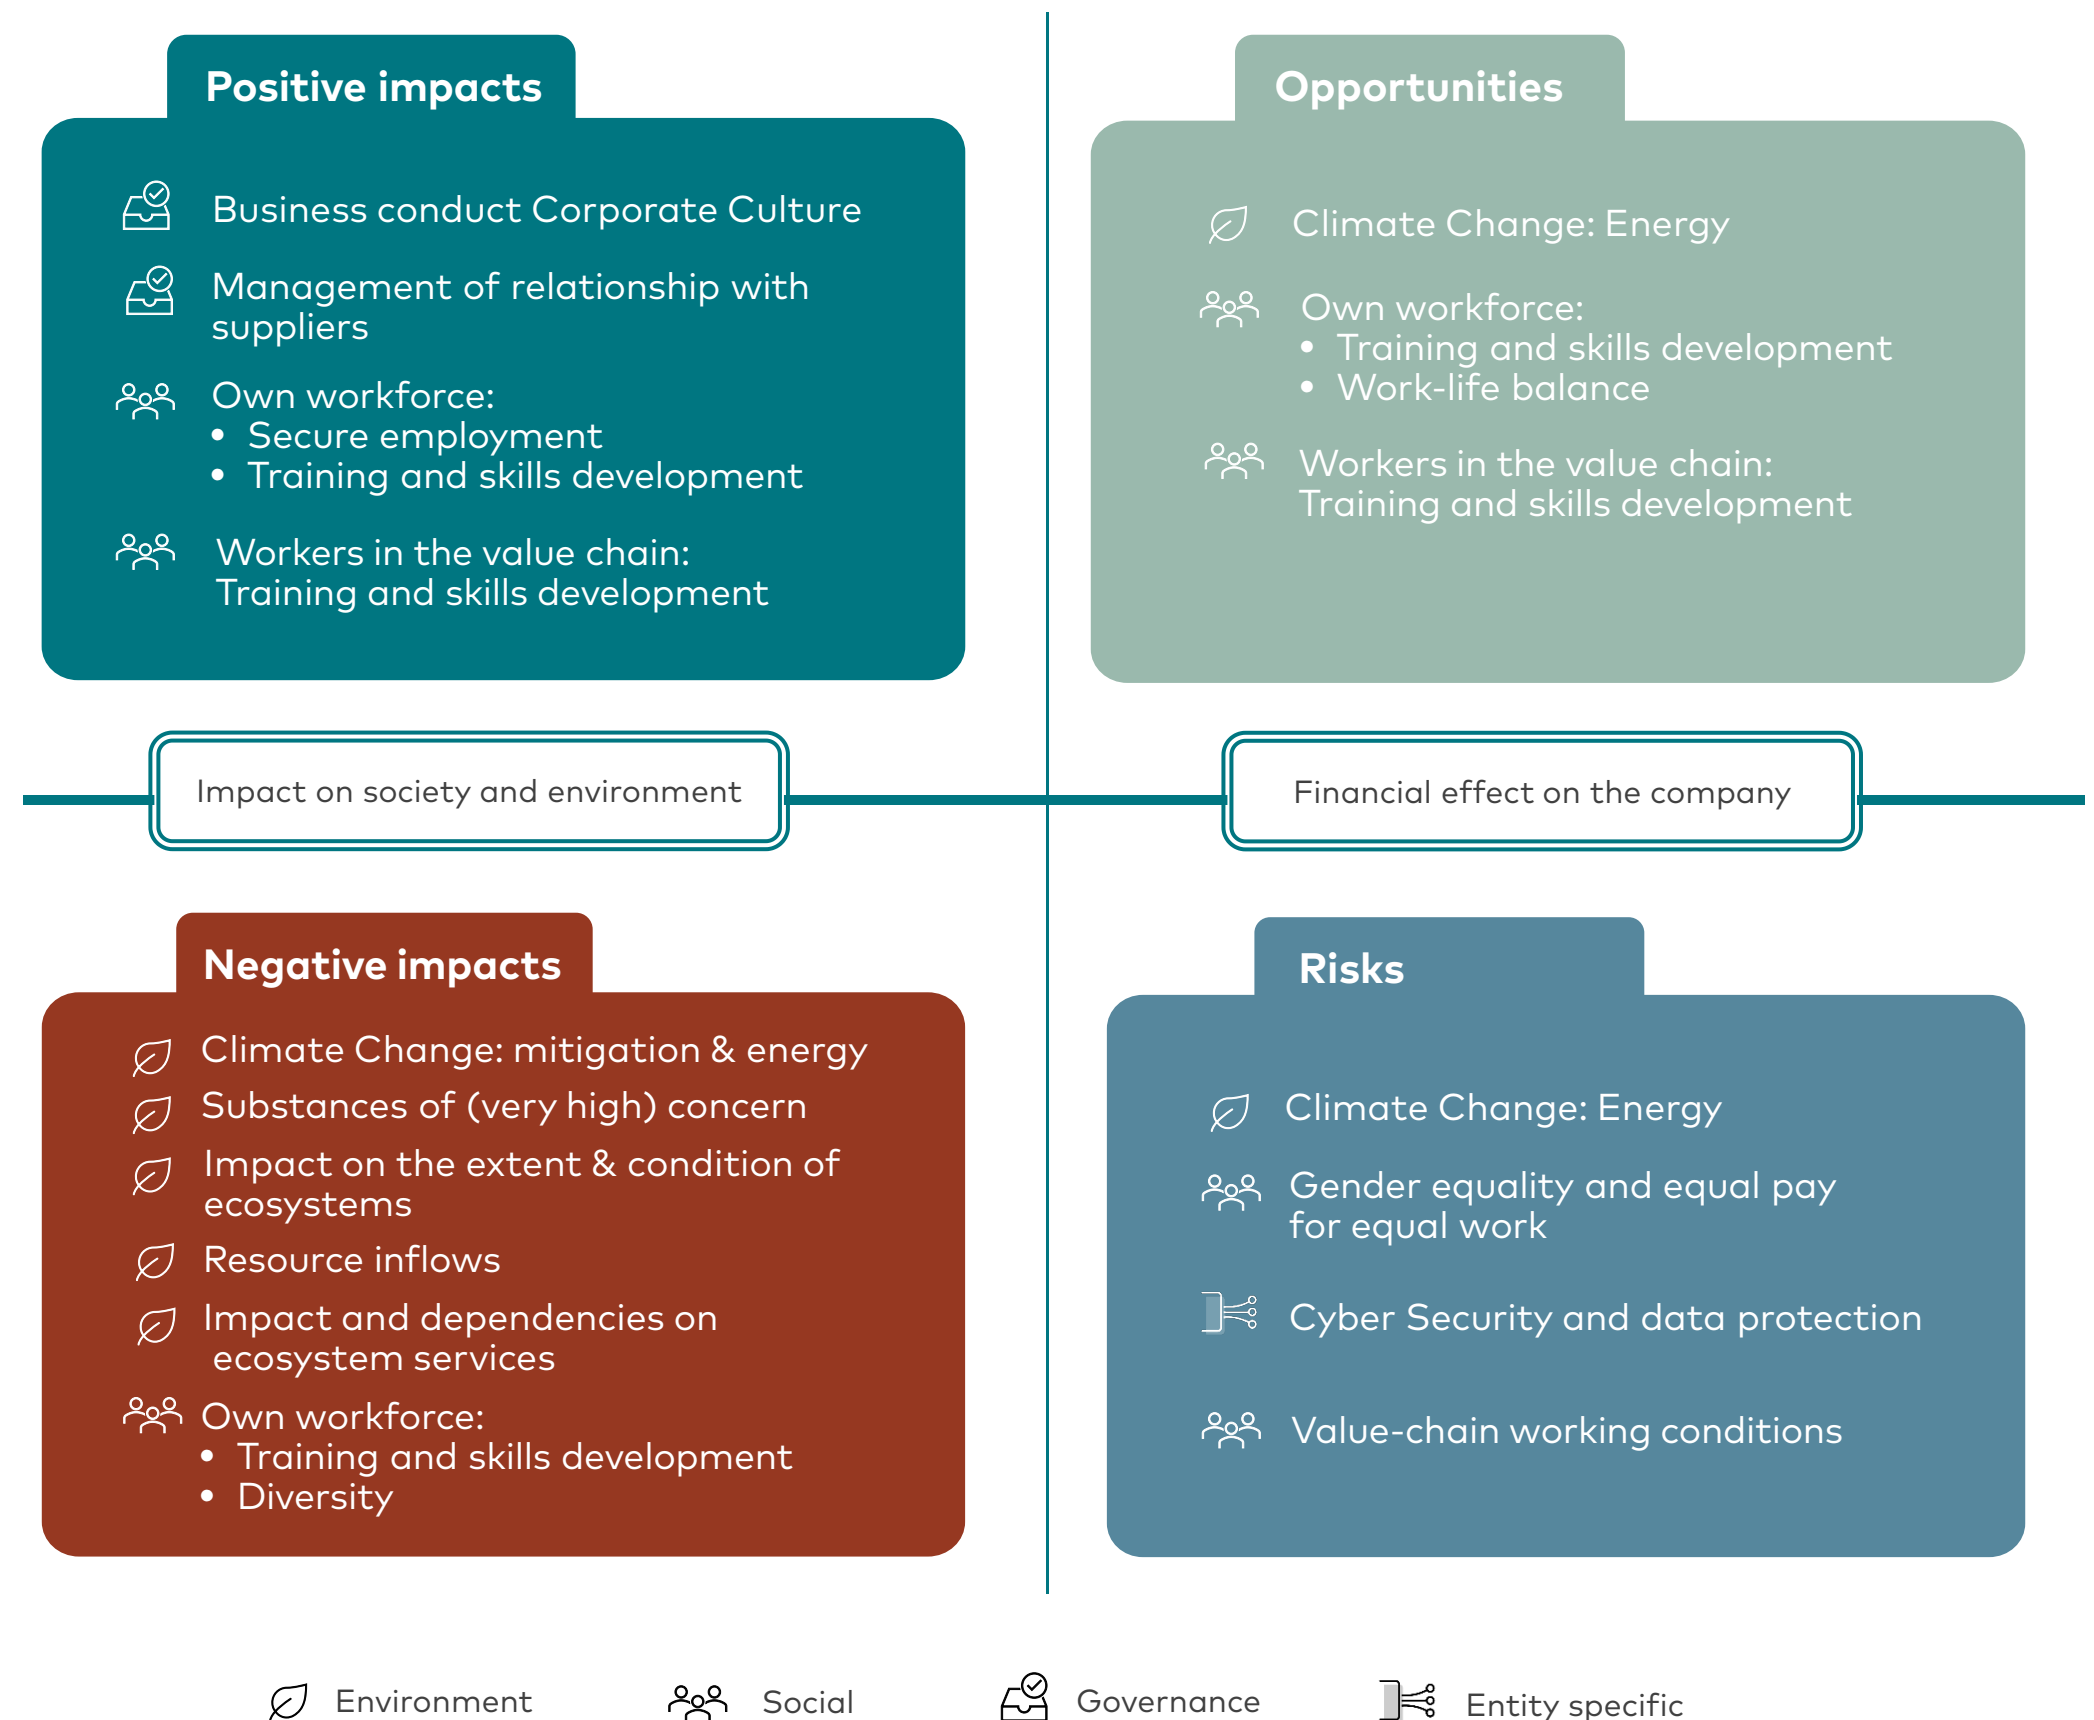 Positive impacts
Business conduct Corporate Culture
Management of relationship with
suppliers
Own workforce:
• Secure employment
• Training and skills development
Workers in the value chain:
Training and skills development
Opportunities
Climate Change: Energy
Own workforce:
• Training and skills development
• Work-life balance
Workers in the value chain:
Training and skills development
Impact on society and environment
Financial effect on the company
Negative impacts
Climate Change: mitigation & energy
Substances of (very high) concern
Impact on the extent & condition of
ecosystems
Resource inflows
Impact and dependencies on
ecosystem services
Own workforce:
• Training and skills development
• Diversity
Risks
Climate Change: Energy
Gender equality and equal pay
for equal work
Cyber Security and data protection
Value-chain working conditions
Environment
Social
Governance
Entity specific